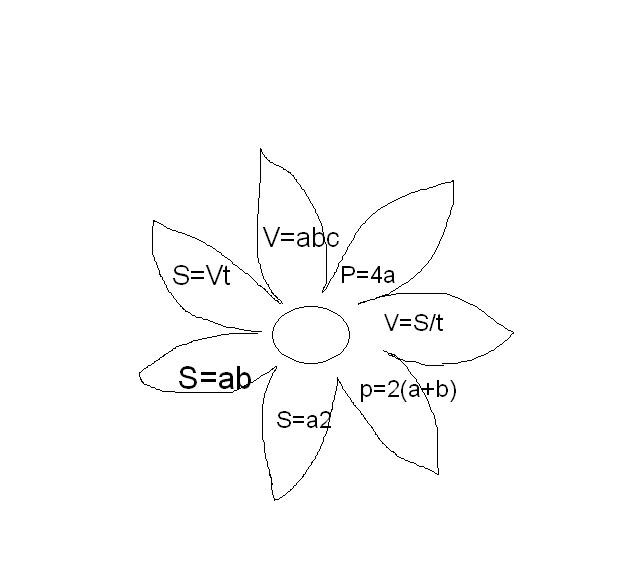 V=abc
P=4a
S=Vt
V=S/t
S=ab
p=2(a+b)
S=a2